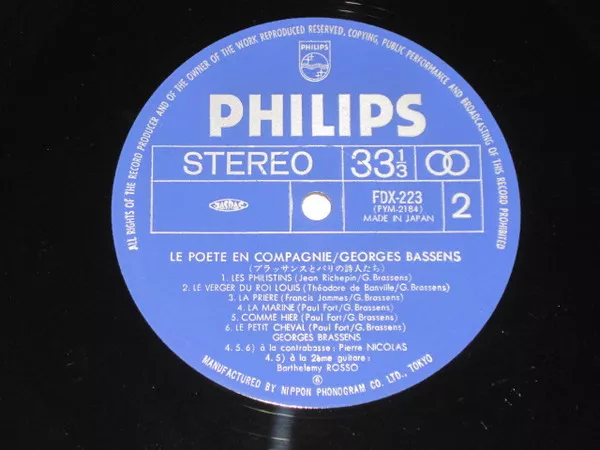 ALL RIGHTS OF THE RECORD PRODUCER AND OF THE OWNER OF THE WORK REPRODUCED RESERVED, COPYING, PUBLIC PERFORMANCE AND BROADCASTING OF THIS RECORD PROHIBITED
PHILIPS
PHILIPS
STEREO
33 1/3
JASRAC
FDX-223
(FYM-2184)
MADE IN JAPAN
2
LE POETE EN COMPAGNIE/GEORGES BASSENS
(ブラッサンスとパリの詩人たち)
1. LES PHILISTINS (Jean Richepin/G. Brassens)
2. LE VERGER DU ROI LOUIS (Théodore de Banville/G. Brassens)
3. LA PRIERE (Francis Jammes/G. Brassens)
4. LA MARINE (Paul Fort/G. Brassens)
5. COMME HIER (Paul Fort/G. Brassens)
6. LE PETIT CHEVAL (Paul Fort/G. Brassens)
GEORGES BRASSENS
4. 5. 6) à la contrabasse: Pierre NICOLAS
4. 5) à la 2ème guitare:
Barthelemy ROSSO
MANUFACTURED BY NIPPON PHONOGRAM CO. LTD., TOKYO